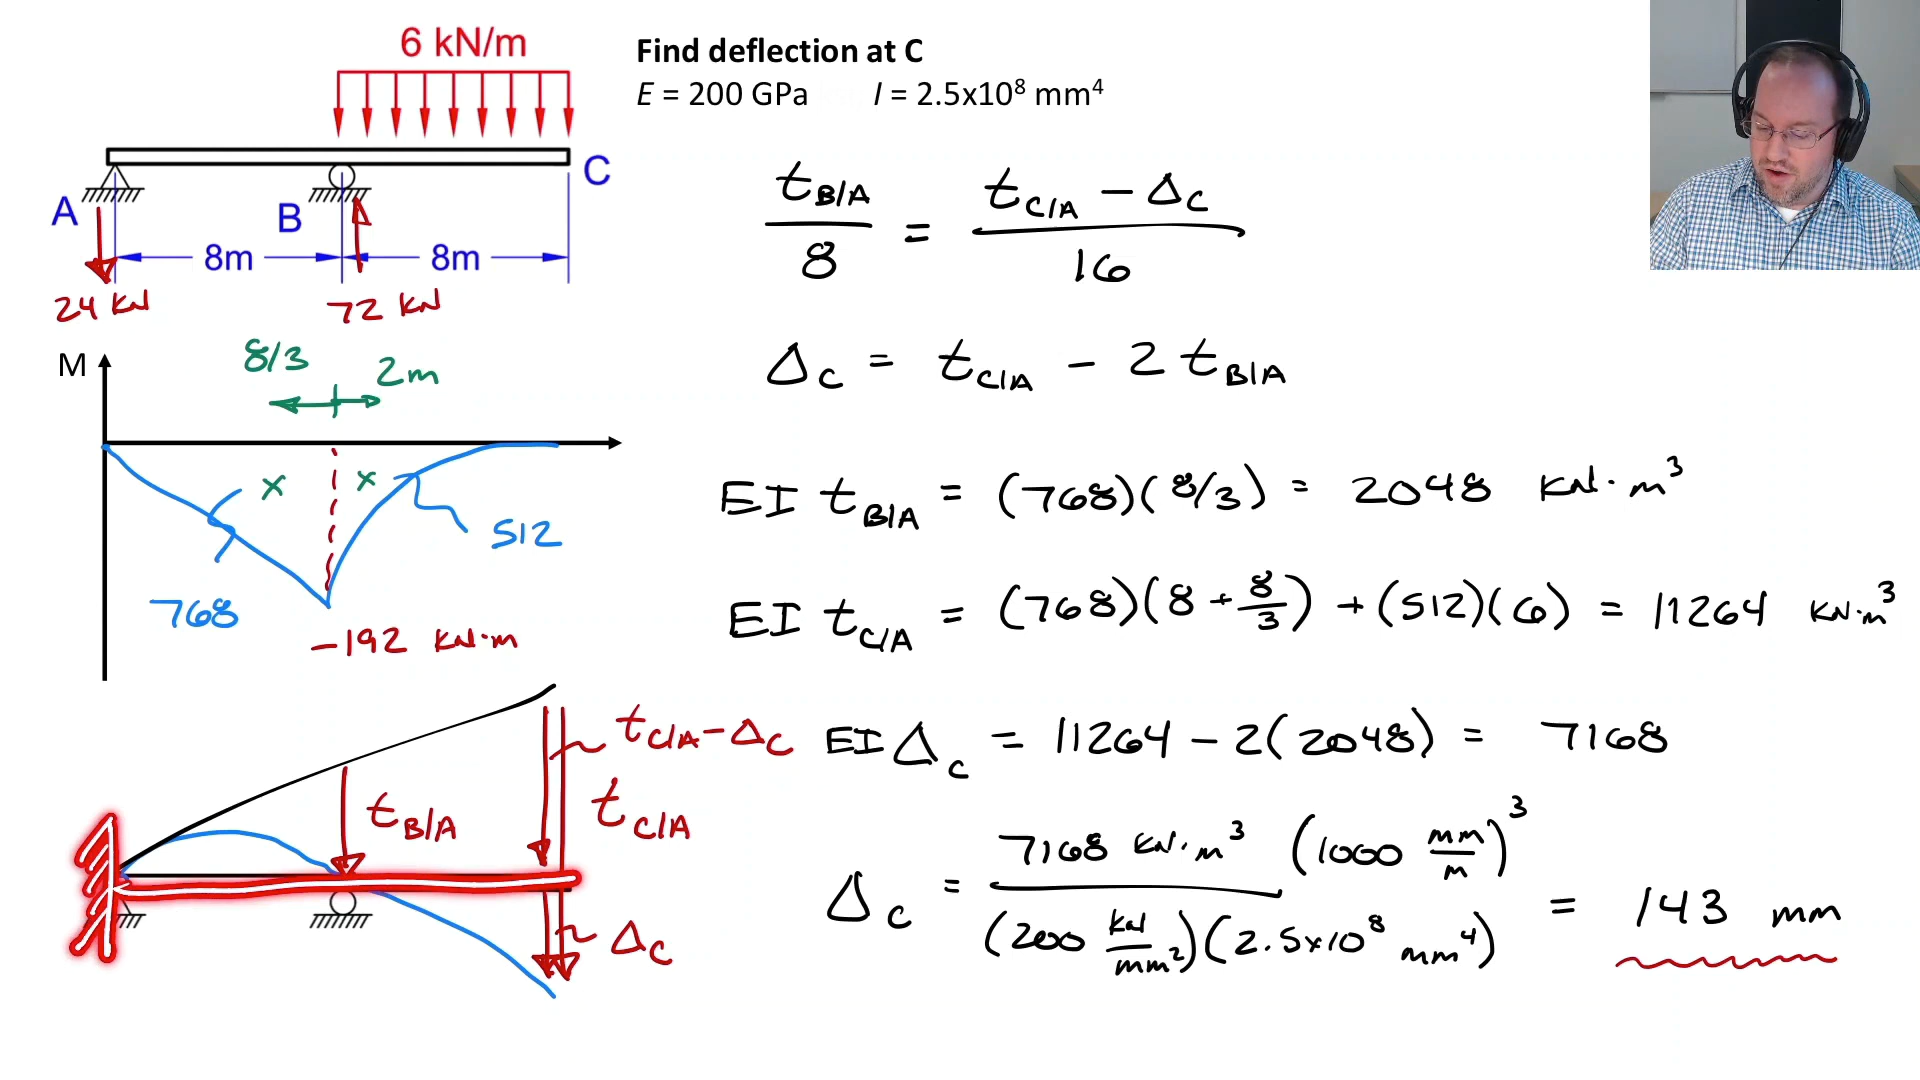 6 kN/m
A
B
C
8m
8m
24 kN
72 kN
Find deflection at C
E = 200 GPa I = 2.5x10⁸ mm⁴
t_B/A / 8 = (t_C/A − Δ_C) / 16
Δ_C = t_C/A − 2 t_B/A
M
8/3
2m
x
x
512
768
−192 kN·m
EI t_B/A = (768)(8/3) = 2048 kN·m³
EI t_C/A = (768)(8 + 8/3) + (512)(6) = 11264 kN·m³
t_C/A − Δ_C
t_B/A
t_C/A
Δ_C
EI Δ_C = 11264 − 2(2048) = 7168
Δ_C = 7168 kN·m³ (1000 mm/m)³ / (200 kN/mm²)(2.5x10⁸ mm⁴) = 143 mm